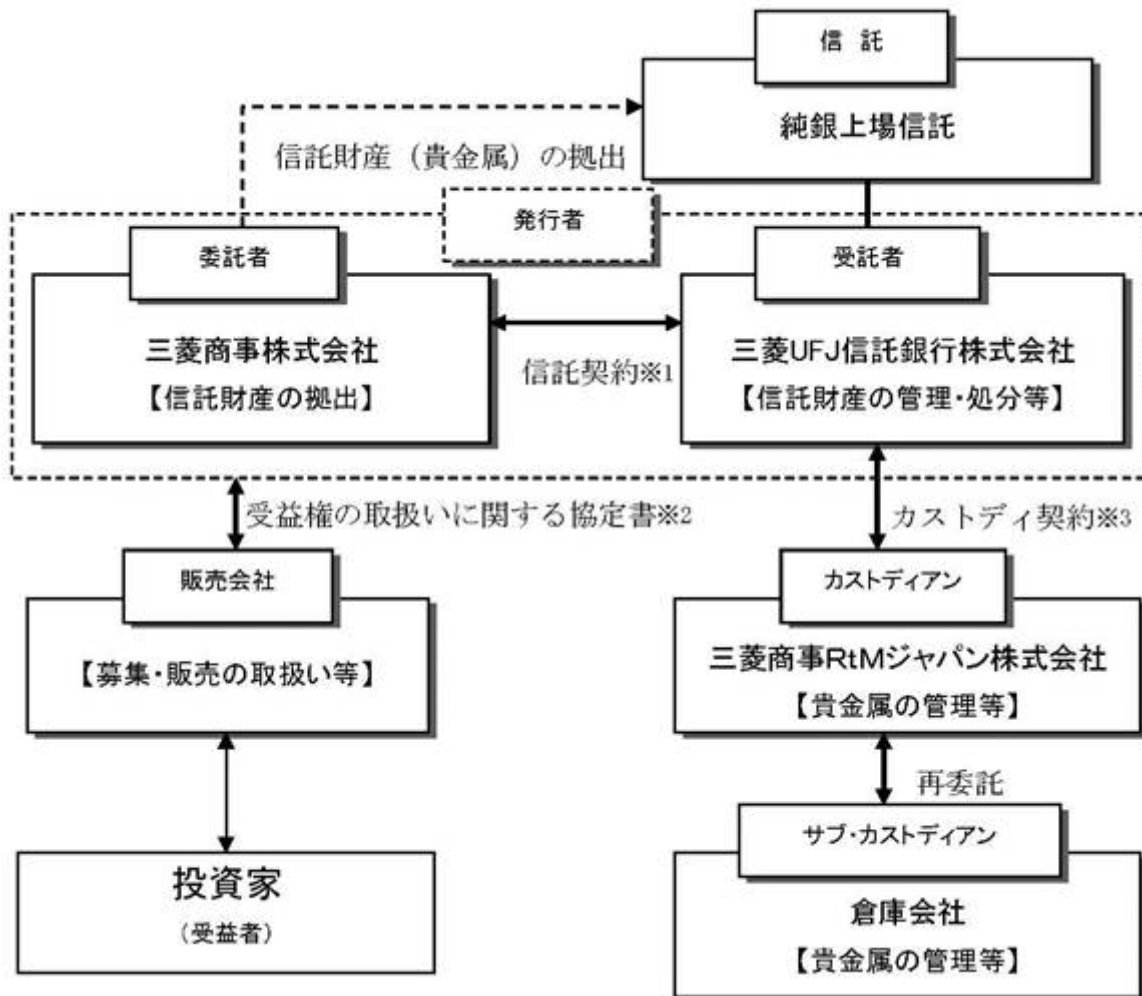 信 託
純銀上場信託
信託財産（貴金属）の拠出
発行者
委託者
三菱商事株式会社
【信託財産の拠出】
信託契約※1
受託者
三菱UFJ信託銀行株式会社
【信託財産の管理・処分等】
受益権の取扱いに関する協定書※2
カストディ契約※3
販売会社
【募集・販売の取扱い等】
カストディアン
三菱商事RtMジャパン株式会社
【貴金属の管理等】
再委託
投資家
（受益者）
サブ・カストディアン
倉庫会社
【貴金属の管理等】